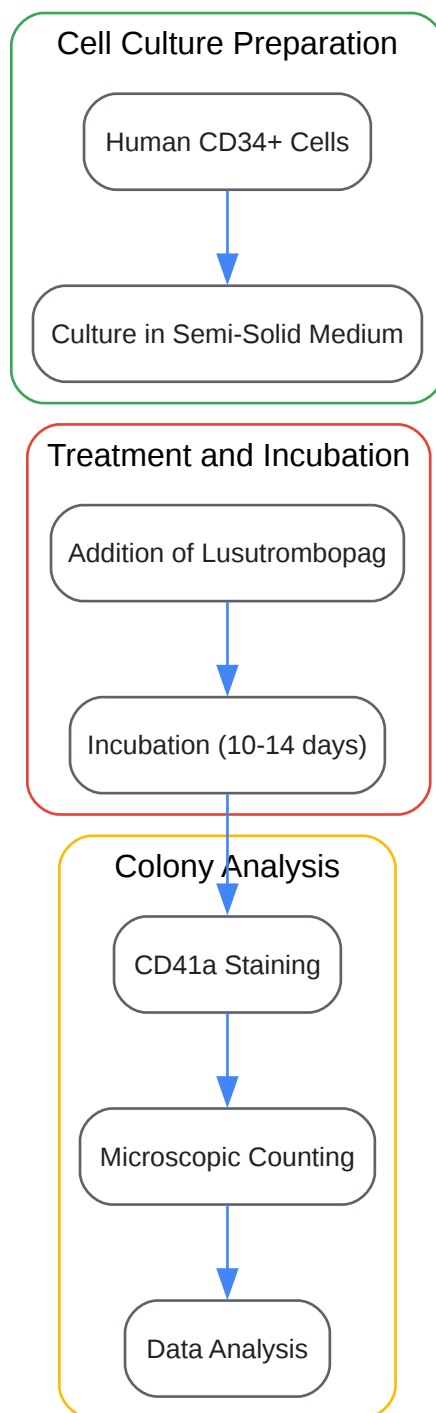 Cell Culture Preparation
Human CD34+ Cells
Culture in Semi-Solid Medium
Treatment and Incubation
Addition of Lusutrombopag
Incubation (10-14 days)
Colony Analysis
CD41a Staining
Microscopic Counting
Data Analysis